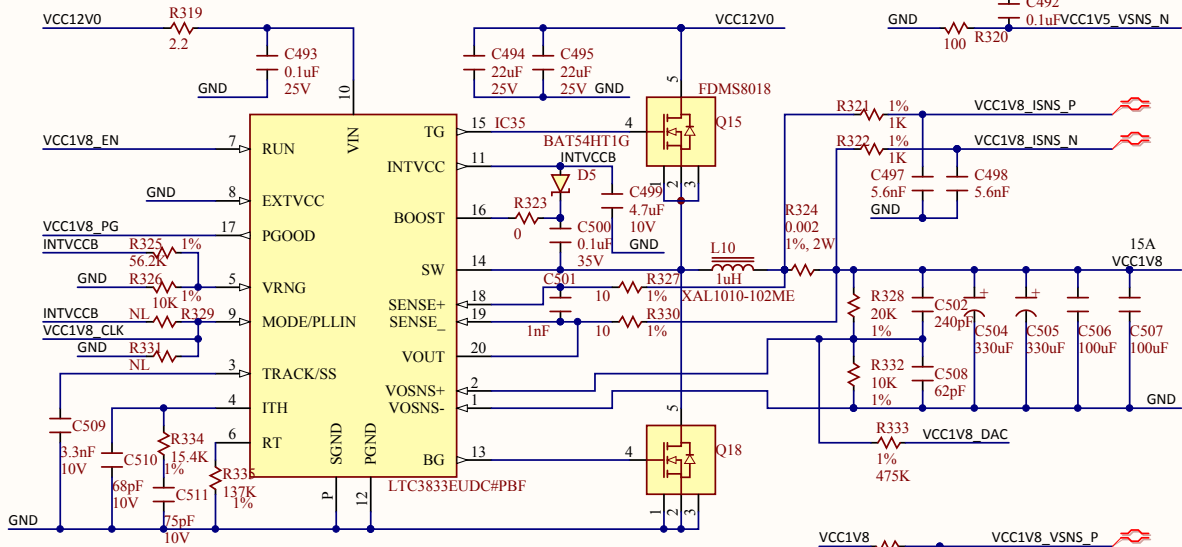 VCC12V0
R319
2.2
C493
0.1uF
25V
GND
10
VIN
VCC12V0
C494
22uF
25V
C495
22uF
25V
GND
5
FDMS8018
Q15
4
1
2
3
GND
100
R320
C492
0.1uF
VCC1V5_VSNS_N
R321
1%
1K
VCC1V8_ISNS_P
R322
1%
1K
VCC1V8_ISNS_N
C497
5.6nF
C498
5.6nF
GND
VCC1V8_EN
7
RUN
GND
8
EXTVCC
VCC1V8_PG
17
PGOOD
INTVCCB
R325
1%
56.2K
GND
R326
10K
1%
5
VRNG
INTVCCB
NL
R329
9
MODE/PLLIN
VCC1V8_CLK
GND
R331
NL
3
TRACK/SS
4
ITH
6
RT
SGND
PGND
P
12
TG
15
IC35
BAT54HT1G
INTVCC
11
INTVCCB
D5
BOOST
16
R323
0
C499
4.7uF
10V
GND
C500
0.1uF
35V
SW
14
C501
1nF
SENSE+
18
10
R327
1%
SENSE_
19
10
R330
1%
VOUT
20
VOSNS+
2
VOSNS-
1
BG
13
LTC3833EUDC#PBF
L10
1uH
XAL1010-102ME
R324
0.002
1%, 2W
15A
VCC1V8
R328
20K
1%
C502
240pF
+
C504
330uF
+
C505
330uF
C506
100uF
C507
100uF
R332
10K
1%
C508
62pF
GND
R333
1%
475K
VCC1V8_DAC
5
4
Q18
1
2
3
C509
3.3nF
10V
C510
68pF
10V
R334
15.4K
1%
C511
75pF
10V
R335
137K
1%
GND
VCC1V8
VCC1V8_VSNS_P